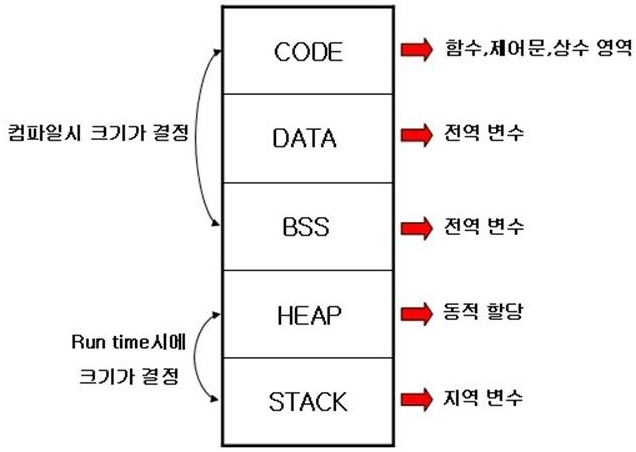 CODE
함수,제어문,상수 영역
컴파일시 크기가 결정
DATA
전역 변수
BSS
전역 변수
HEAP
동적 할당
Run time시에
크기가 결정
STACK
지역 변수